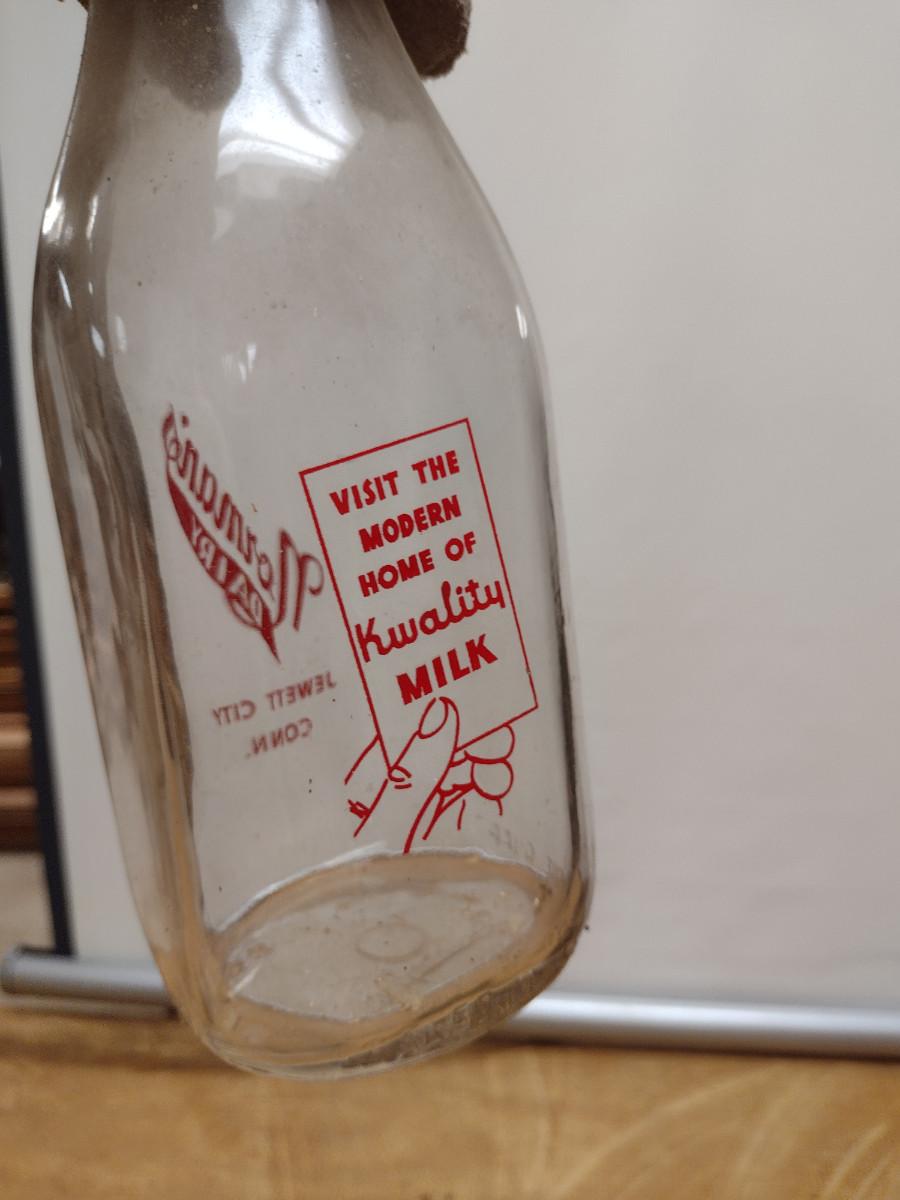 VISIT THE
MODERN
HOME OF
Kwality
MILK
DAIRY
JEWETT CITY
CONN.